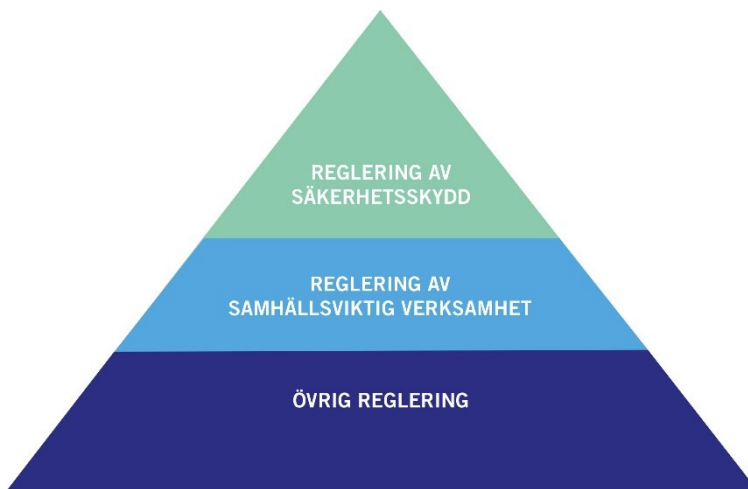 REGLERING AV
SÄKERHETSSKYDD
REGLERING AV
SAMHÄLLSVIKTIG VERKSAMHET
ÖVRIG REGLERING